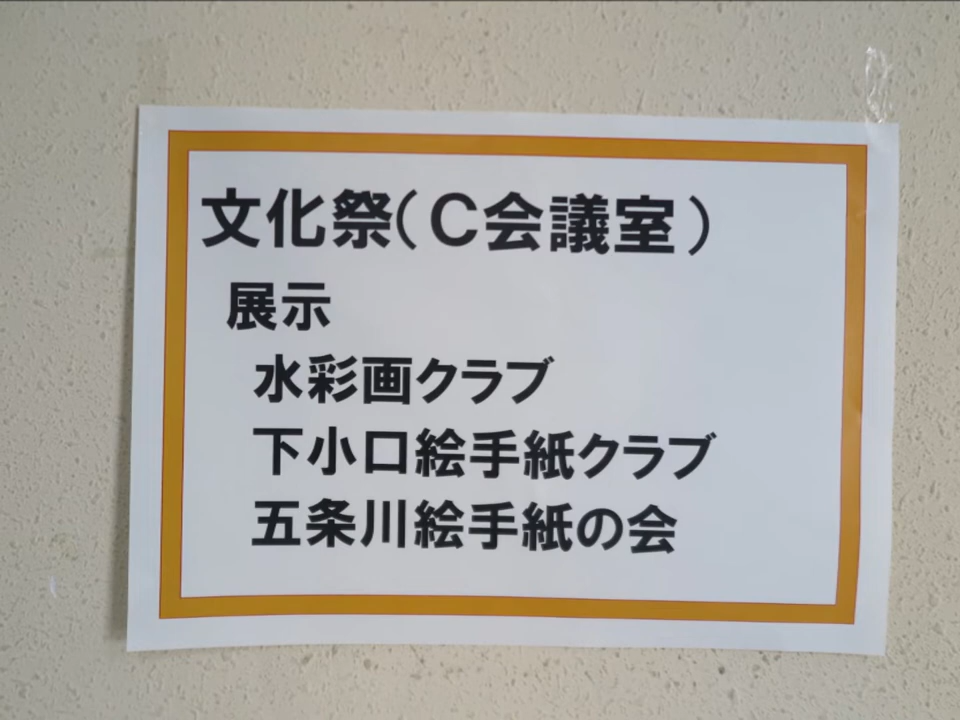 文化祭(C会議室)
展示
水彩画クラブ
下小口絵手紙クラブ
五条川絵手紙の会